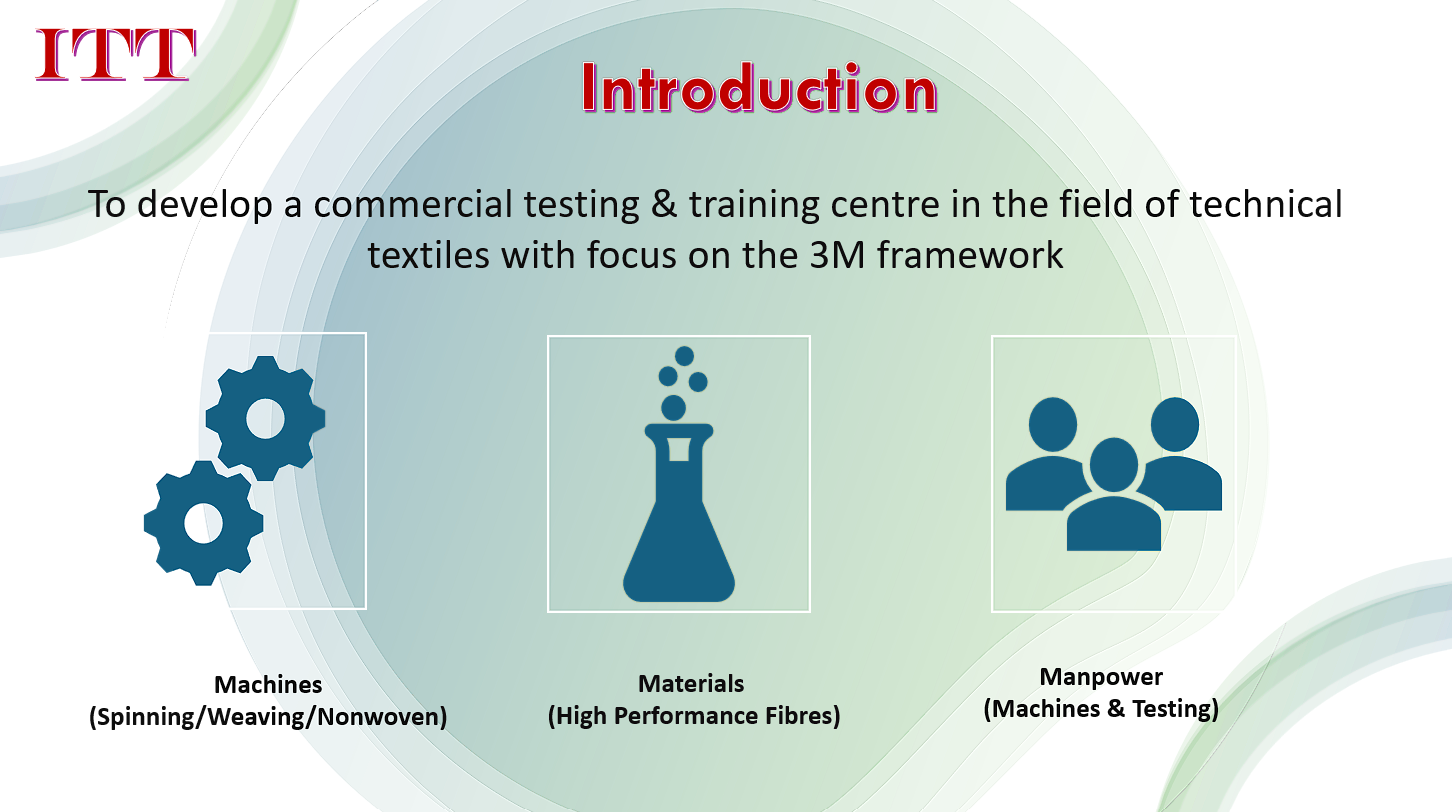 ITT
Introduction
To develop a commercial testing & training centre in the field of technical
textiles with focus on the 3M framework
Machines
(Spinning/Weaving/Nonwoven)
Materials
(High Performance Fibres)
Manpower
(Machines & Testing)